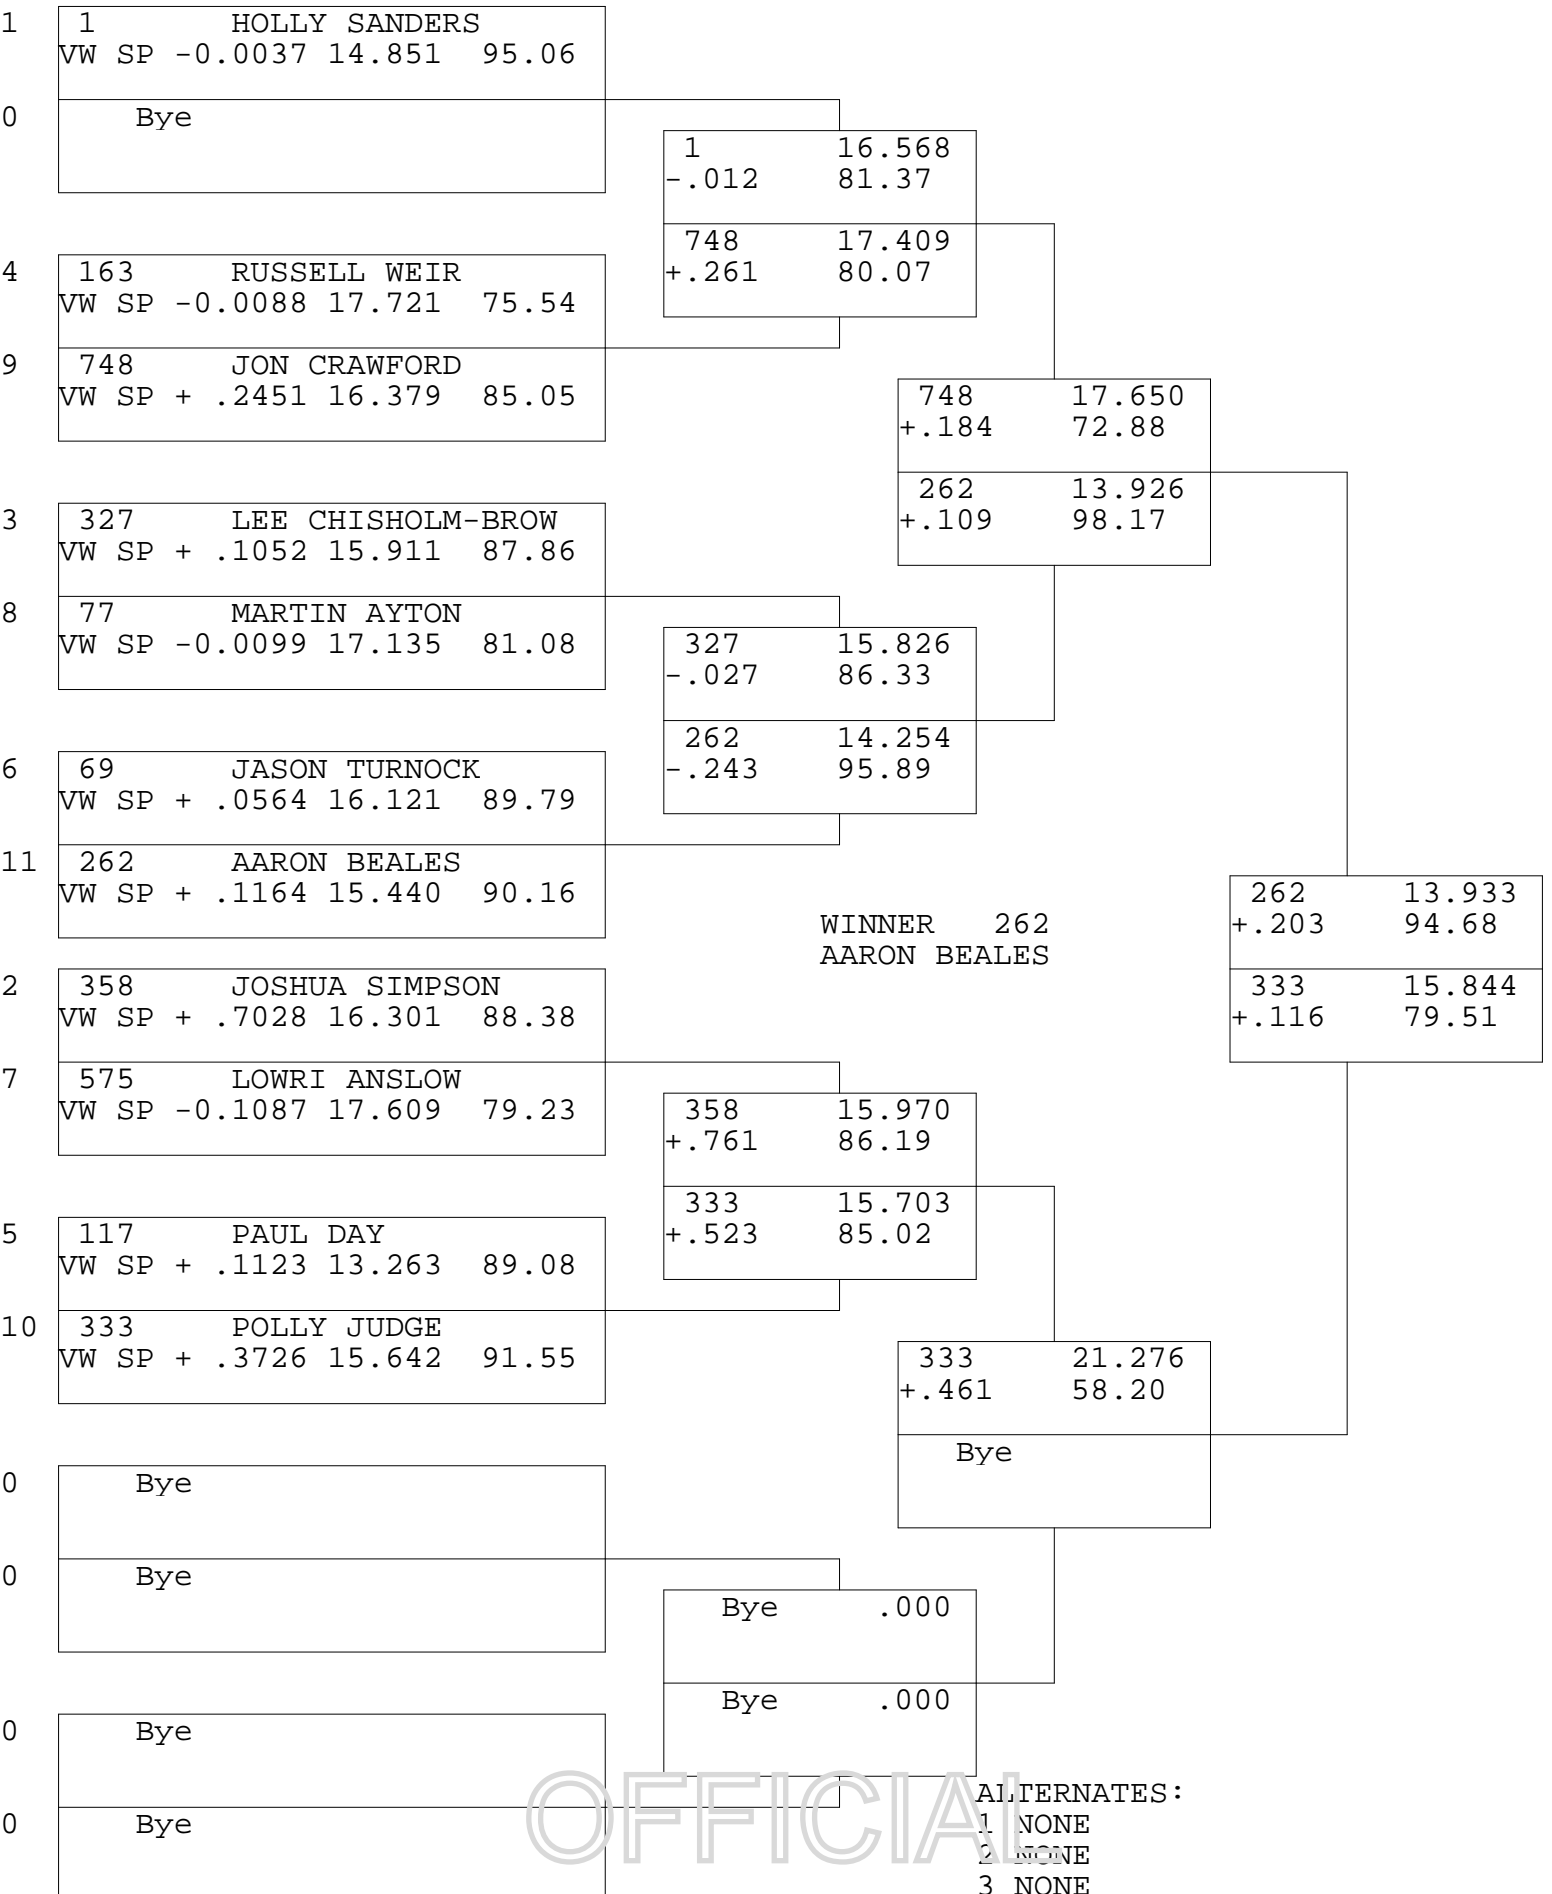 1 1 HOLLY SANDERS
VW SP -0.0037 14.851 95.06
0 Bye
1 16.568
-.012 81.37
748 17.409
+.261 80.07
4 163 RUSSELL WEIR
VW SP -0.0088 17.721 75.54
9 748 JON CRAWFORD
VW SP + .2451 16.379 85.05
748 17.650
+.184 72.88
262 13.926
+.109 98.17
3 327 LEE CHISHOLM-BROW
VW SP + .1052 15.911 87.86
8 77 MARTIN AYTON
VW SP -0.0099 17.135 81.08
327 15.826
-.027 86.33
262 14.254
-.243 95.89
6 69 JASON TURNOCK
VW SP + .0564 16.121 89.79
11 262 AARON BEALES
VW SP + .1164 15.440 90.16
WINNER 262
AARON BEALES
262 13.933
+.203 94.68
333 15.844
+.116 79.51
2 358 JOSHUA SIMPSON
VW SP + .7028 16.301 88.38
7 575 LOWRI ANSLOW
VW SP -0.1087 17.609 79.23
358 15.970
+.761 86.19
333 15.703
+.523 85.02
5 117 PAUL DAY
VW SP + .1123 13.263 89.08
10 333 POLLY JUDGE
VW SP + .3726 15.642 91.55
333 21.276
+.461 58.20
Bye
0 Bye
0 Bye
Bye .000
Bye .000
0 Bye
0 Bye
OFFICIAL
ALTERNATES:
1 NONE
2 NONE
3 NONE